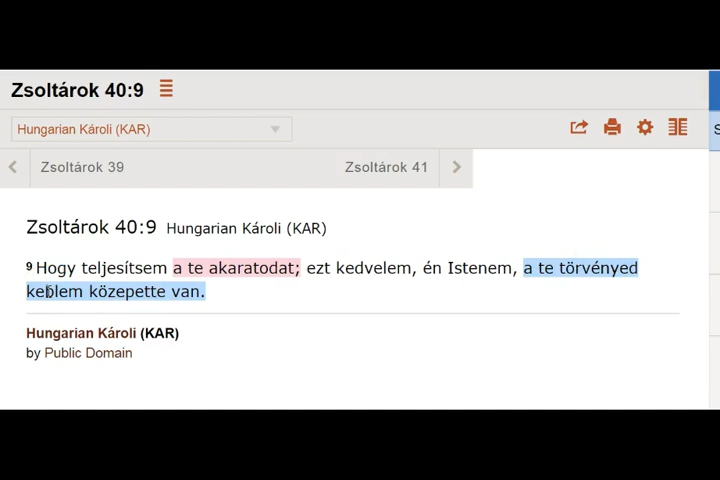 Zsoltárok 40:9
Hungarian Károli (KAR)
S
Zsoltárok 39
Zsoltárok 41
Zsoltárok 40:9 Hungarian Károli (KAR)
9 Hogy teljesítsem a te akaratodat; ezt kedvelem, én Istenem, a te törvényed
keblem közepette van.
Hungarian Károli (KAR)
by Public Domain